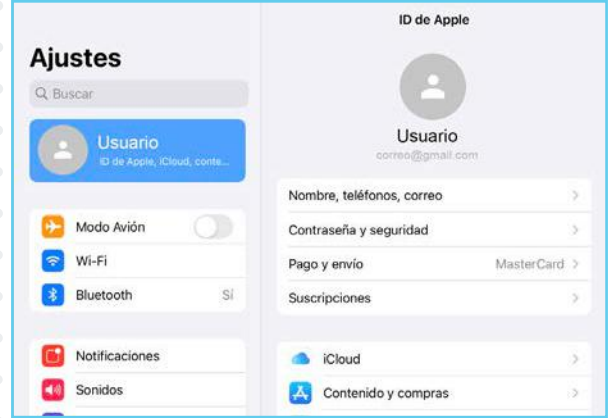 Ajustes
Buscar
Usuario
ID de Apple, iCloud, conte...
Modo Avión
Wi-Fi
Bluetooth Sí
Notificaciones
Sonidos
ID de Apple
Usuario
correo@gmail.com
Nombre, teléfonos, correo
Contraseña y seguridad
Pago y envío MasterCard
Suscripciones
iCloud
Contenido y compras